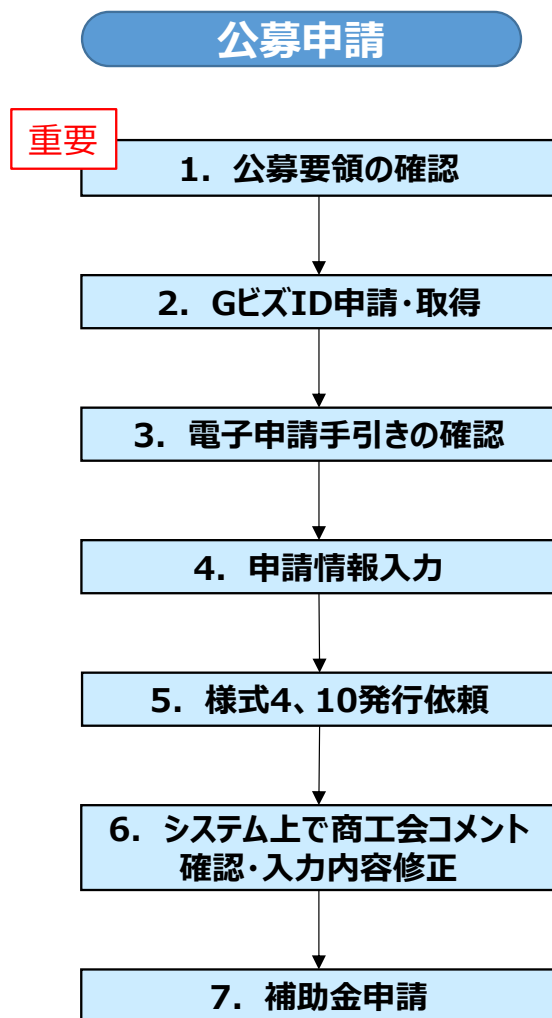 公募申請
重要
1. 公募要領の確認
2. GビズID申請・取得
3. 電子申請手引きの確認
4. 申請情報入力
5. 様式4、10発行依頼
6. システム上で商工会コメント
確認・入力内容修正
7. 補助金申請